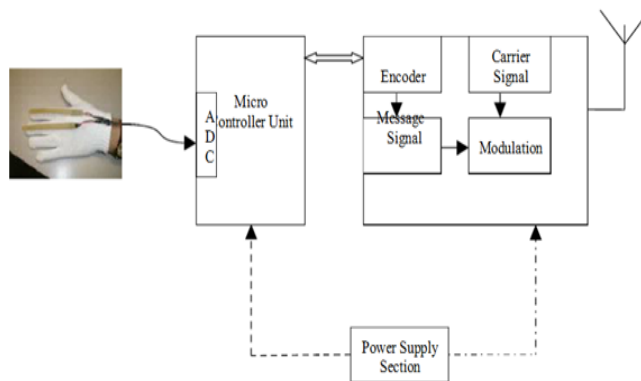 A
D
C
Micro
Controller Unit
Encoder
Carrier
Signal
Message
Signal
Modulation
Power Supply
Section